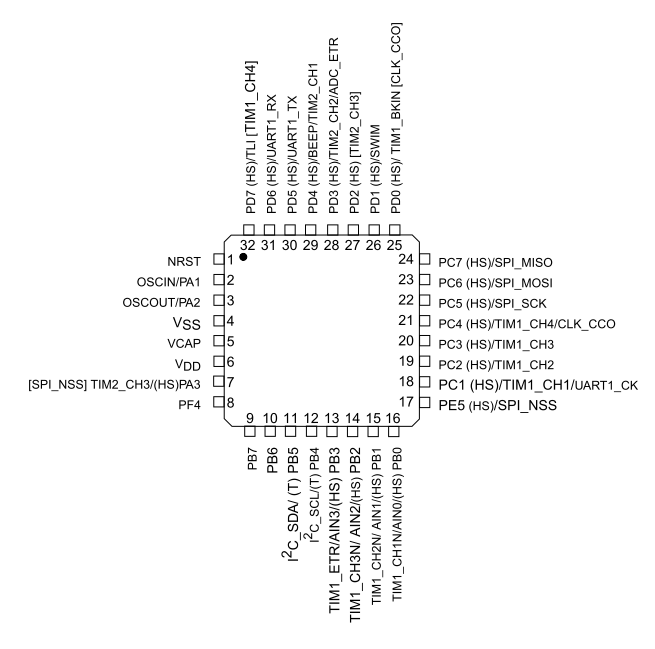 PD7 (HS)/TLI [TIM1_CH4]
PD6 (HS)/UART1_RX
PD5 (HS)/UART1_TX
PD4 (HS)/BEEP/TIM2_CH1
PD3 (HS)/TIM2_CH2/ADC_ETR
PD2 (HS) [TIM2_CH3]
PD1 (HS)/SWIM
PD0 (HS)/ TIM1_BKIN [CLK_CCO]
32 31 30 29 28 27 26 25
NRST 1
OSCIN/PA1 2
OSCOUT/PA2 3
VSS 4
VCAP 5
VDD 6
[SPI_NSS] TIM2_CH3/(HS)PA3 7
PF4 8
24 PC7 (HS)/SPI_MISO
23 PC6 (HS)/SPI_MOSI
22 PC5 (HS)/SPI_SCK
21 PC4 (HS)/TIM1_CH4/CLK_CCO
20 PC3 (HS)/TIM1_CH3
19 PC2 (HS)/TIM1_CH2
18 PC1 (HS)/TIM1_CH1/UART1_CK
17 PE5 (HS)/SPI_NSS
9 10 11 12 13 14 15 16
PB7
PB6
I2C_SDA/ (T) PB5
I2C_SCL/(T) PB4
TIM1_ETR/AIN3/(HS) PB3
TIM1_CH3N/ AIN2/(HS) PB2
TIM1_CH2N/ AIN1/(HS) PB1
TIM1_CH1N/AIN0/(HS) PB0